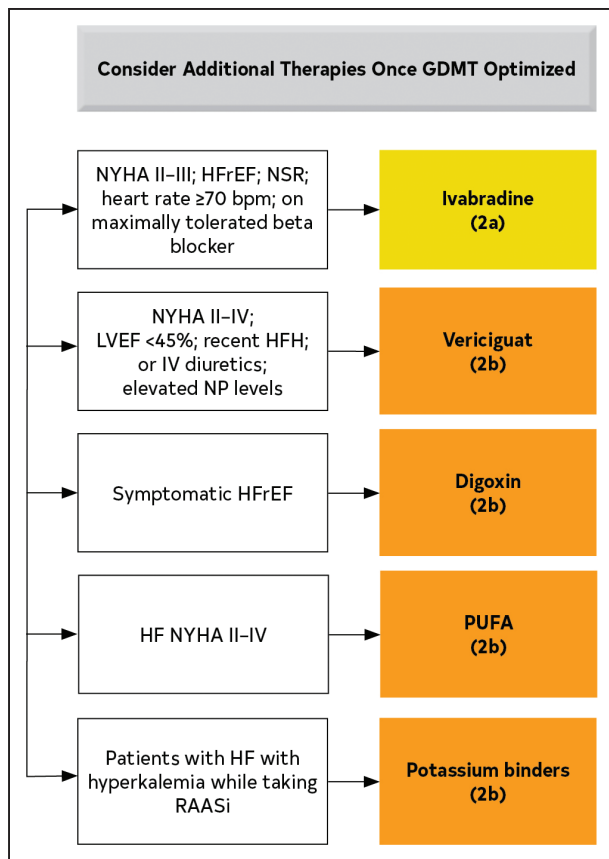 Consider Additional Therapies Once GDMT Optimized
NYHA II–III; HFrEF; NSR;
heart rate ≥70 bpm; on
maximally tolerated beta
blocker
Ivabradine
(2a)
NYHA II–IV;
LVEF <45%; recent HFH;
or IV diuretics;
elevated NP levels
Vericiguat
(2b)
Symptomatic HFrEF
Digoxin
(2b)
HF NYHA II–IV
PUFA
(2b)
Patients with HF with
hyperkalemia while taking
RAASi
Potassium binders
(2b)